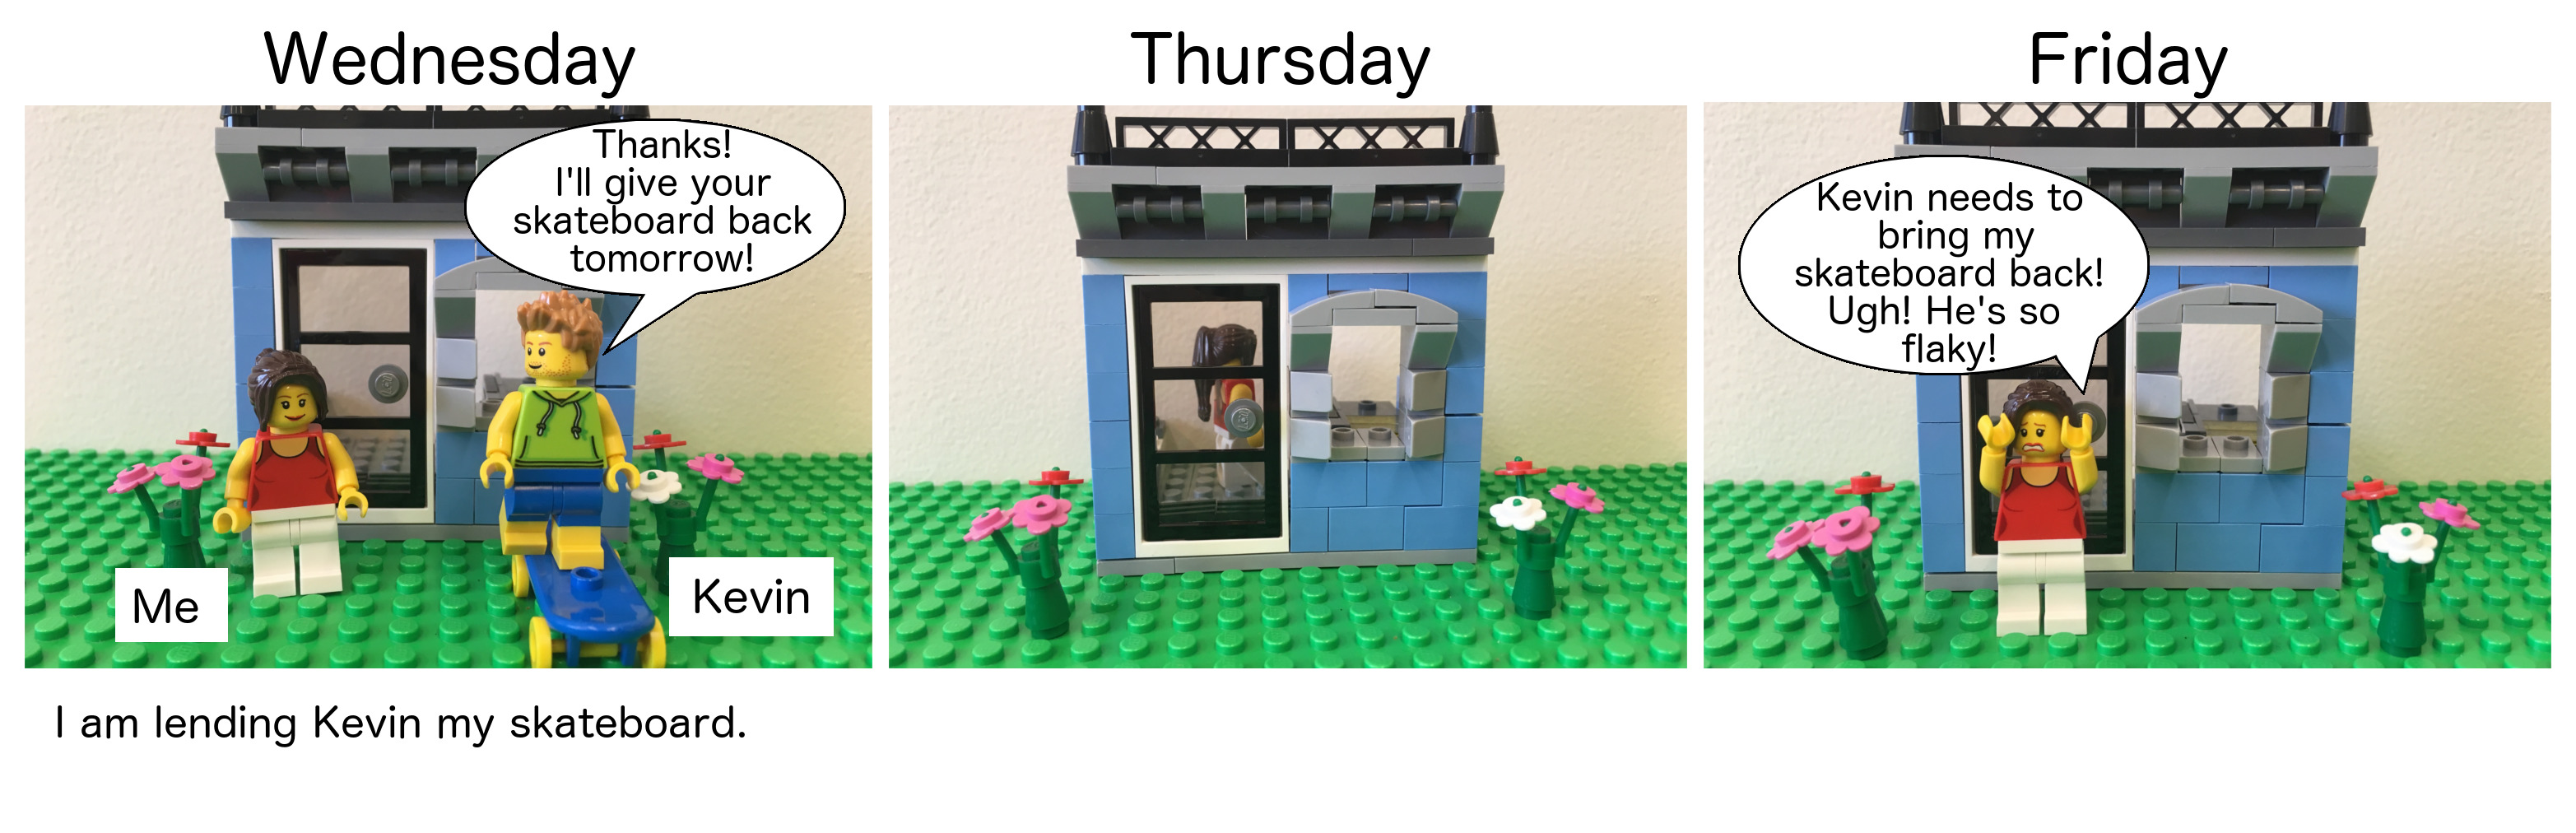 Wednesday
Thanks!
I'll give your
skateboard back
tomorrow!
Me
Kevin
I am lending Kevin my skateboard.
Thursday
Friday
Kevin needs to
bring my
skateboard back!
Ugh! He's so
flaky!